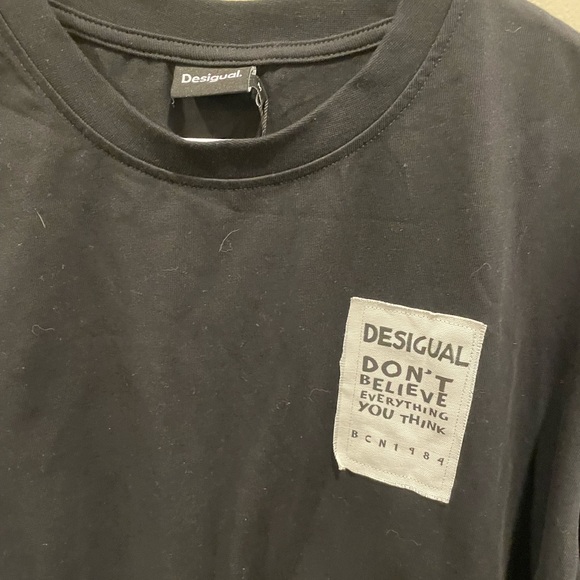 Desigual.
DESIGUAL
DON'T
BELIEVE
EVERYTHING
YOU THINK
BCN1984